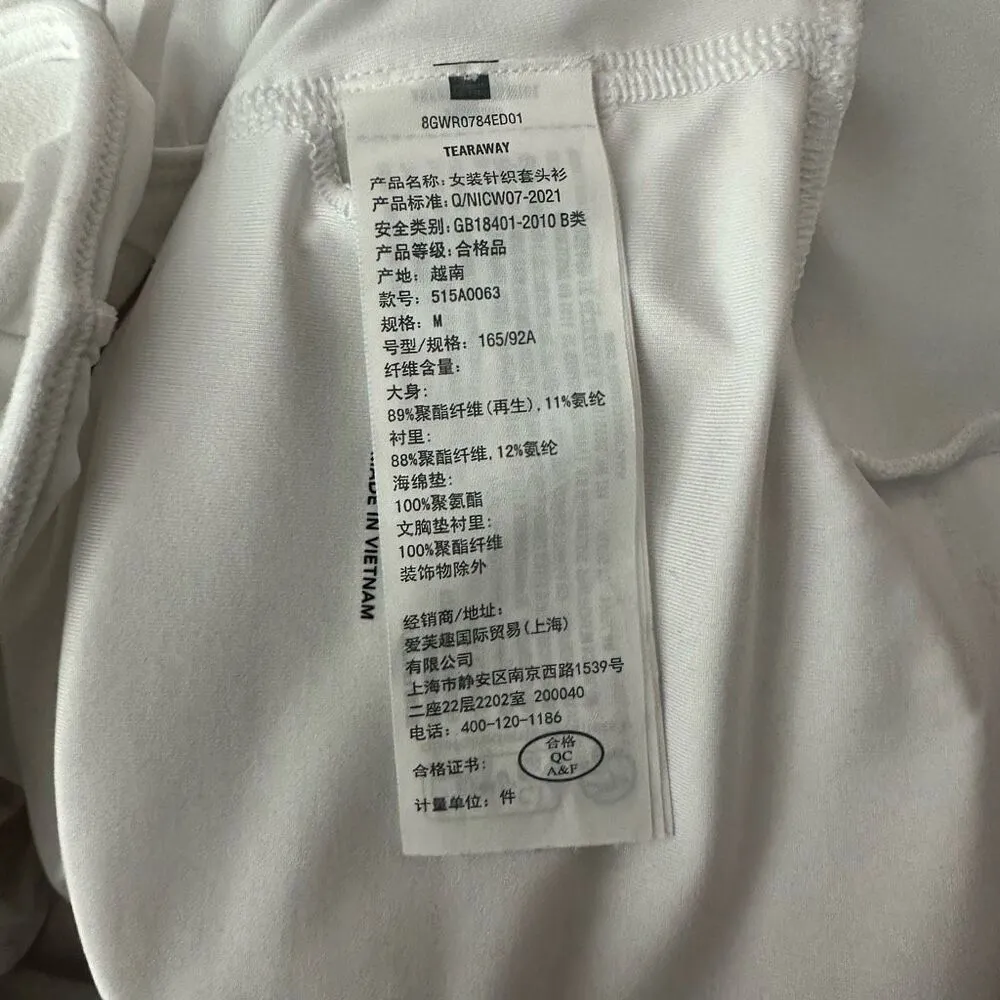 8GWR0784ED01
TEARAWAY
产品名称：女装针织套头衫
产品标准：Q/NICW07-2021
安全类别：GB18401-2010 B类
产品等级：合格品
产地：越南
款号：515A0063
规格：M
号型/规格：165/92A
纤维含量：
大身：
89%聚酯纤维(再生),11%氨纶
衬里：
88%聚酯纤维,12%氨纶
海绵垫：
100%聚氨酯
文胸垫衬里：
100%聚酯纤维
装饰物除外
经销商/地址：
爱芙趣国际贸易(上海)
有限公司
上海市静安区南京西路1539号
二座22层2202室 200040
电话：400-120-1186
合格证书：
合格
QC
A&F
计量单位：件
MADE IN VIETNAM